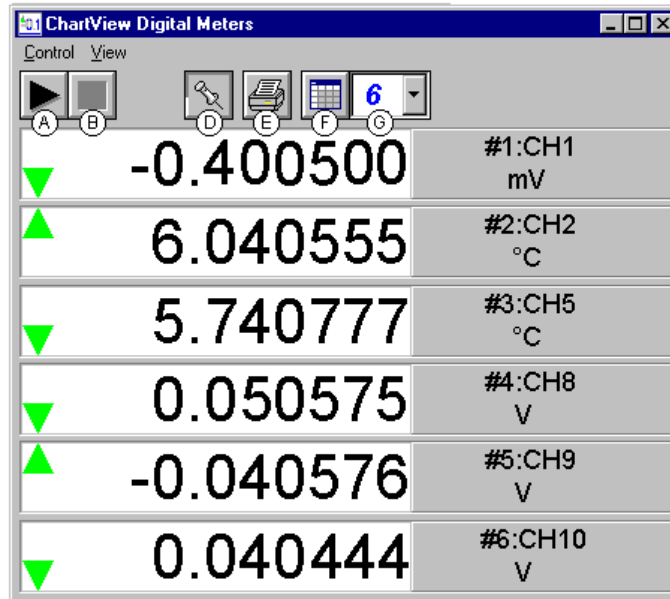 ChartView Digital Meters
Control View
6
A B D E F G
-0.400500 #1:CH1
mV
6.040555 #2:CH2
°C
5.740777 #3:CH5
°C
0.050575 #4:CH8
V
-0.040576 #5:CH9
V
0.040444 #6:CH10
V